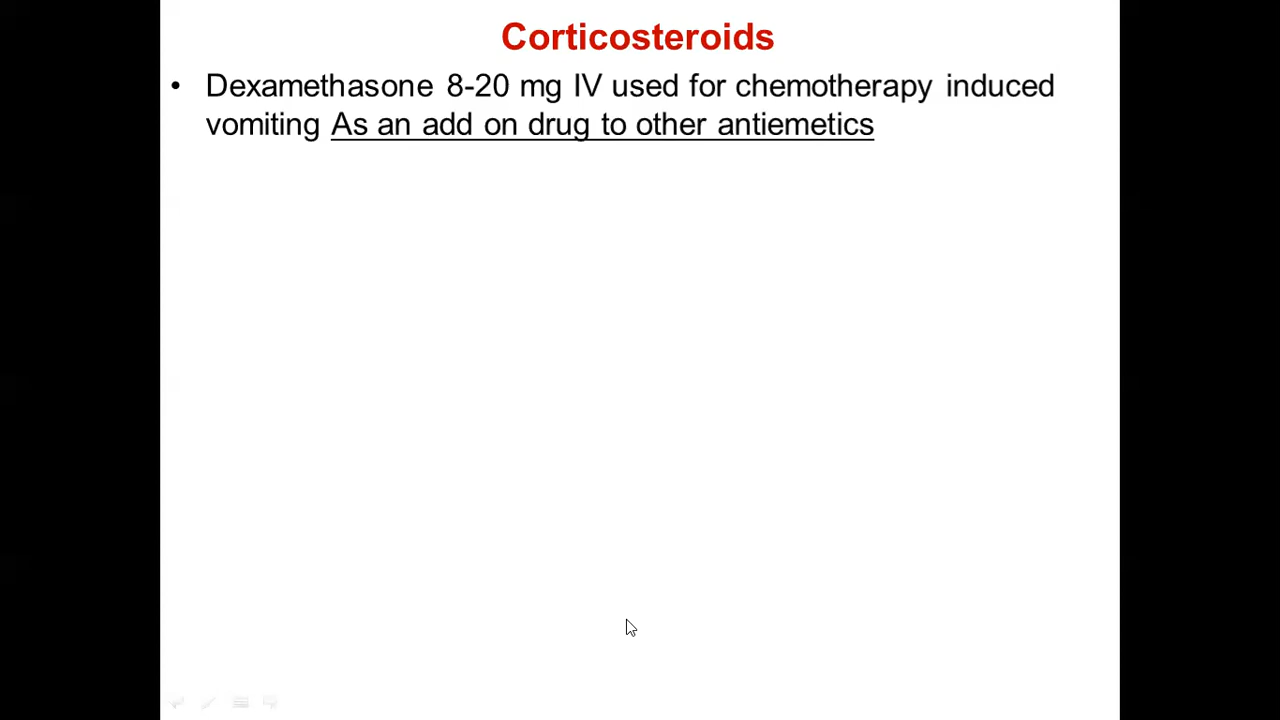 Corticosteroids
• Dexamethasone 8-20 mg IV used for chemotherapy induced
vomiting As an add on drug to other antiemetics